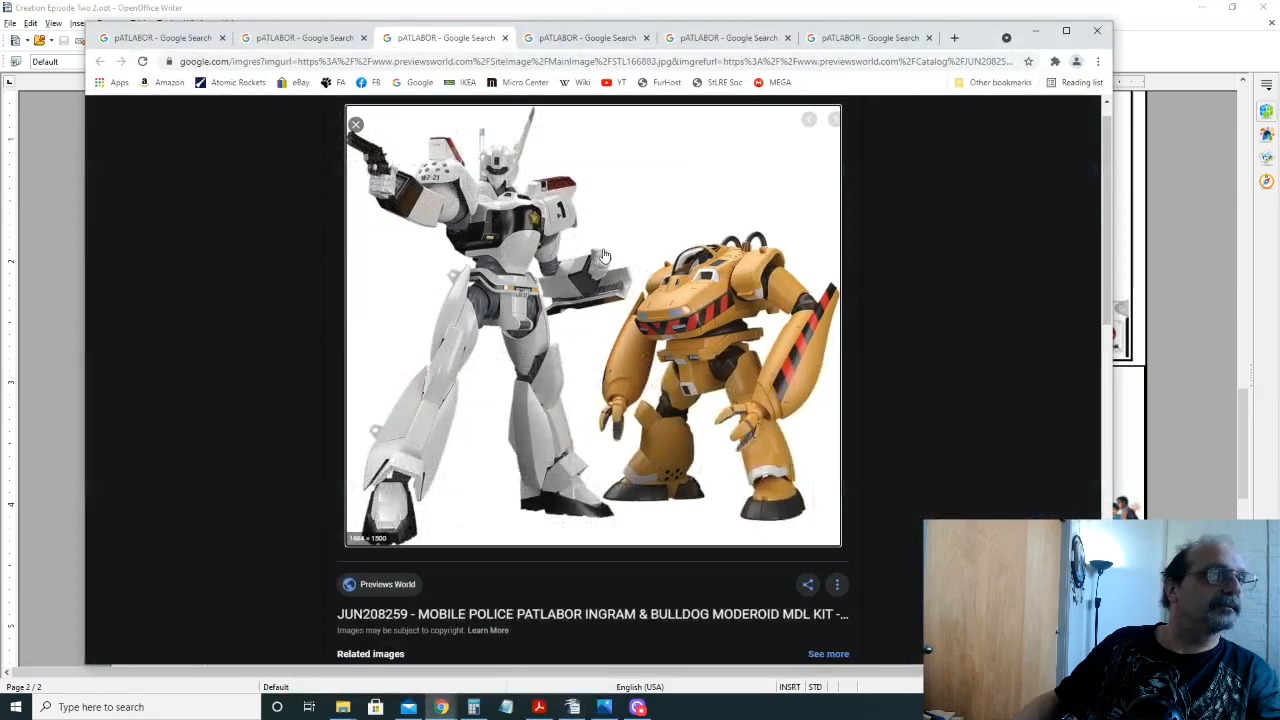 Creation Episode Two 2.odt - OpenOffice Writer
File Edit View Inse
Default
pATLABOR - Google Search
pATLABOR - Google Search
pATLABOR - Google Search
pATLABOR - Google Search
pATLABOR - Google Search
pATLABOR - Google Search
google.com/imgres?imgurl=https%3A%2F%2Fwww.previewsworld.com%2FSiteImage%2FMainImage%2FSTL166883.jpg&imgrefurl=https%3A%2F%2Fwww.previewsworld.com%2FCatalog%2FJUN20825...
Apps Amazon Atomic Rockets eBay FA FB Google IKEA Micro Center Wiki YT FurHost StLRE Soc MEGA Other bookmarks Reading list
1684 × 1500
Previews World
JUN208259 - MOBILE POLICE PATLABOR INGRAM & BULLDOG MODEROID MDL KIT -...
Images may be subject to copyright. Learn More
Related images See more
Page 2 / 2 Default English (USA) INSRT STD
Type here to search